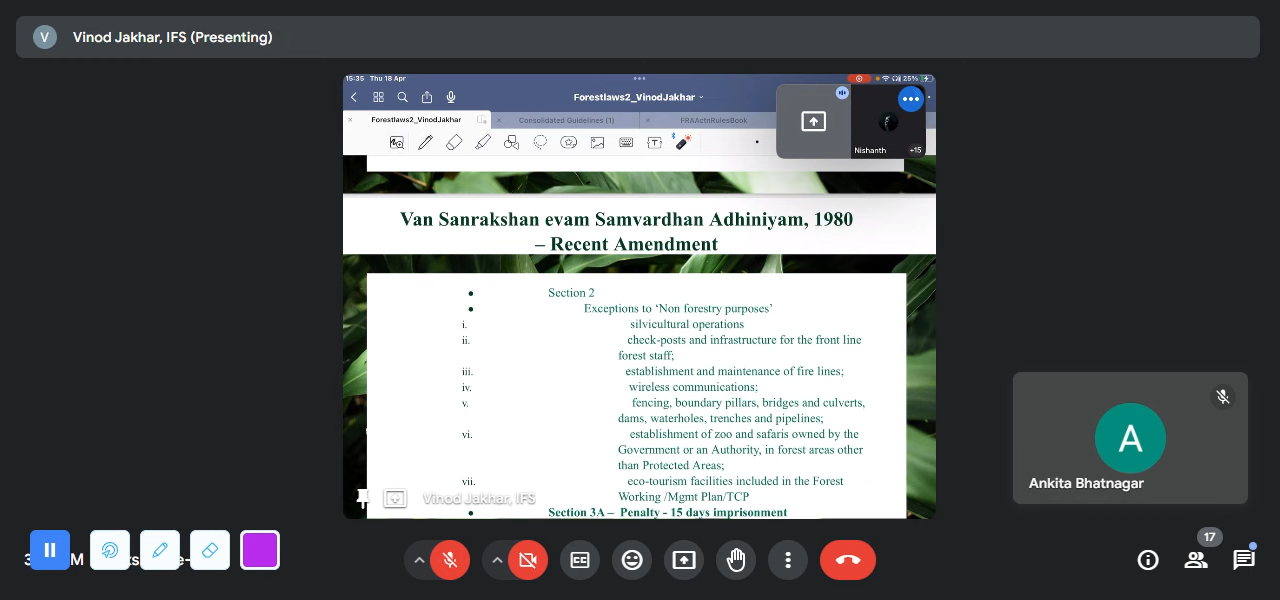 V
Vinod Jakhar, IFS (Presenting)
15:35 Thu 18 Apr
25%
Forestlaws2_VinodJakhar
Forestlaws2_VinodJakhar
Consolidated Guidelines (1)
FRAActnRulesBook
Nishanth
+15
Van Sanrakshan evam Samvardhan Adhiniyam, 1980
– Recent Amendment
• Section 2
• Exceptions to ‘Non forestry purposes’
i. silvicultural operations
ii. check-posts and infrastructure for the front line
forest staff;
iii. establishment and maintenance of fire lines;
iv. wireless communications;
v. fencing, boundary pillars, bridges and culverts,
dams, waterholes, trenches and pipelines;
vi. establishment of zoo and safaris owned by the
Government or an Authority, in forest areas other
than Protected Areas;
vii. eco-tourism facilities included in the Forest
Working /Mgmt Plan/TCP
• Section 3A – Penalty - 15 days imprisonment
Vinod Jakhar, IFS
A
Ankita Bhatnagar
CC
17